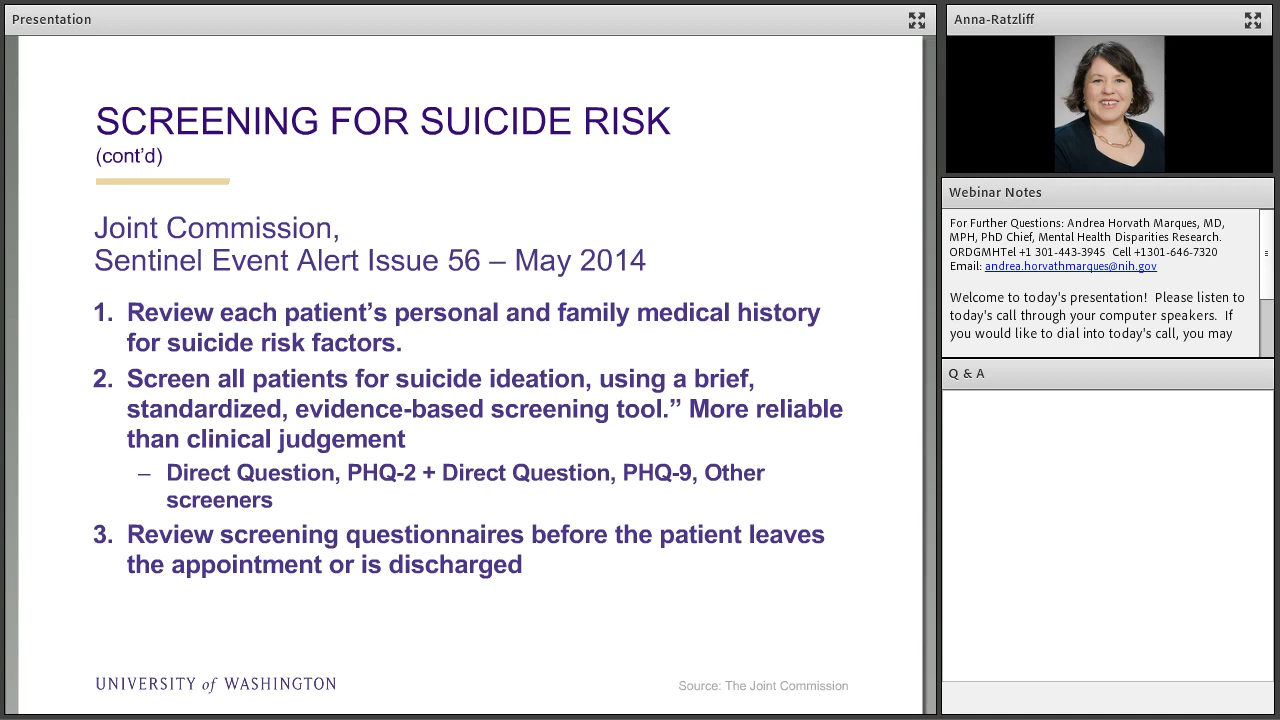 Presentation
SCREENING FOR SUICIDE RISK
(cont’d)
Joint Commission,
Sentinel Event Alert Issue 56 – May 2014
1. Review each patient’s personal and family medical history
for suicide risk factors.
2. Screen all patients for suicide ideation, using a brief,
standardized, evidence-based screening tool.” More reliable
than clinical judgement
– Direct Question, PHQ-2 + Direct Question, PHQ-9, Other
screeners
3. Review screening questionnaires before the patient leaves
the appointment or is discharged
UNIVERSITY of WASHINGTON
Source: The Joint Commission
Anna-Ratzliff
Webinar Notes
For Further Questions: Andrea Horvath Marques, MD,
MPH, PhD Chief, Mental Health Disparities Research.
ORDGMHTel +1 301-443-3945 Cell +1301-646-7320
Email: andrea.horvathmarques@nih.gov
Welcome to today's presentation! Please listen to
today's call through your computer speakers. If
you would like to dial into today's call, you may
Q & A